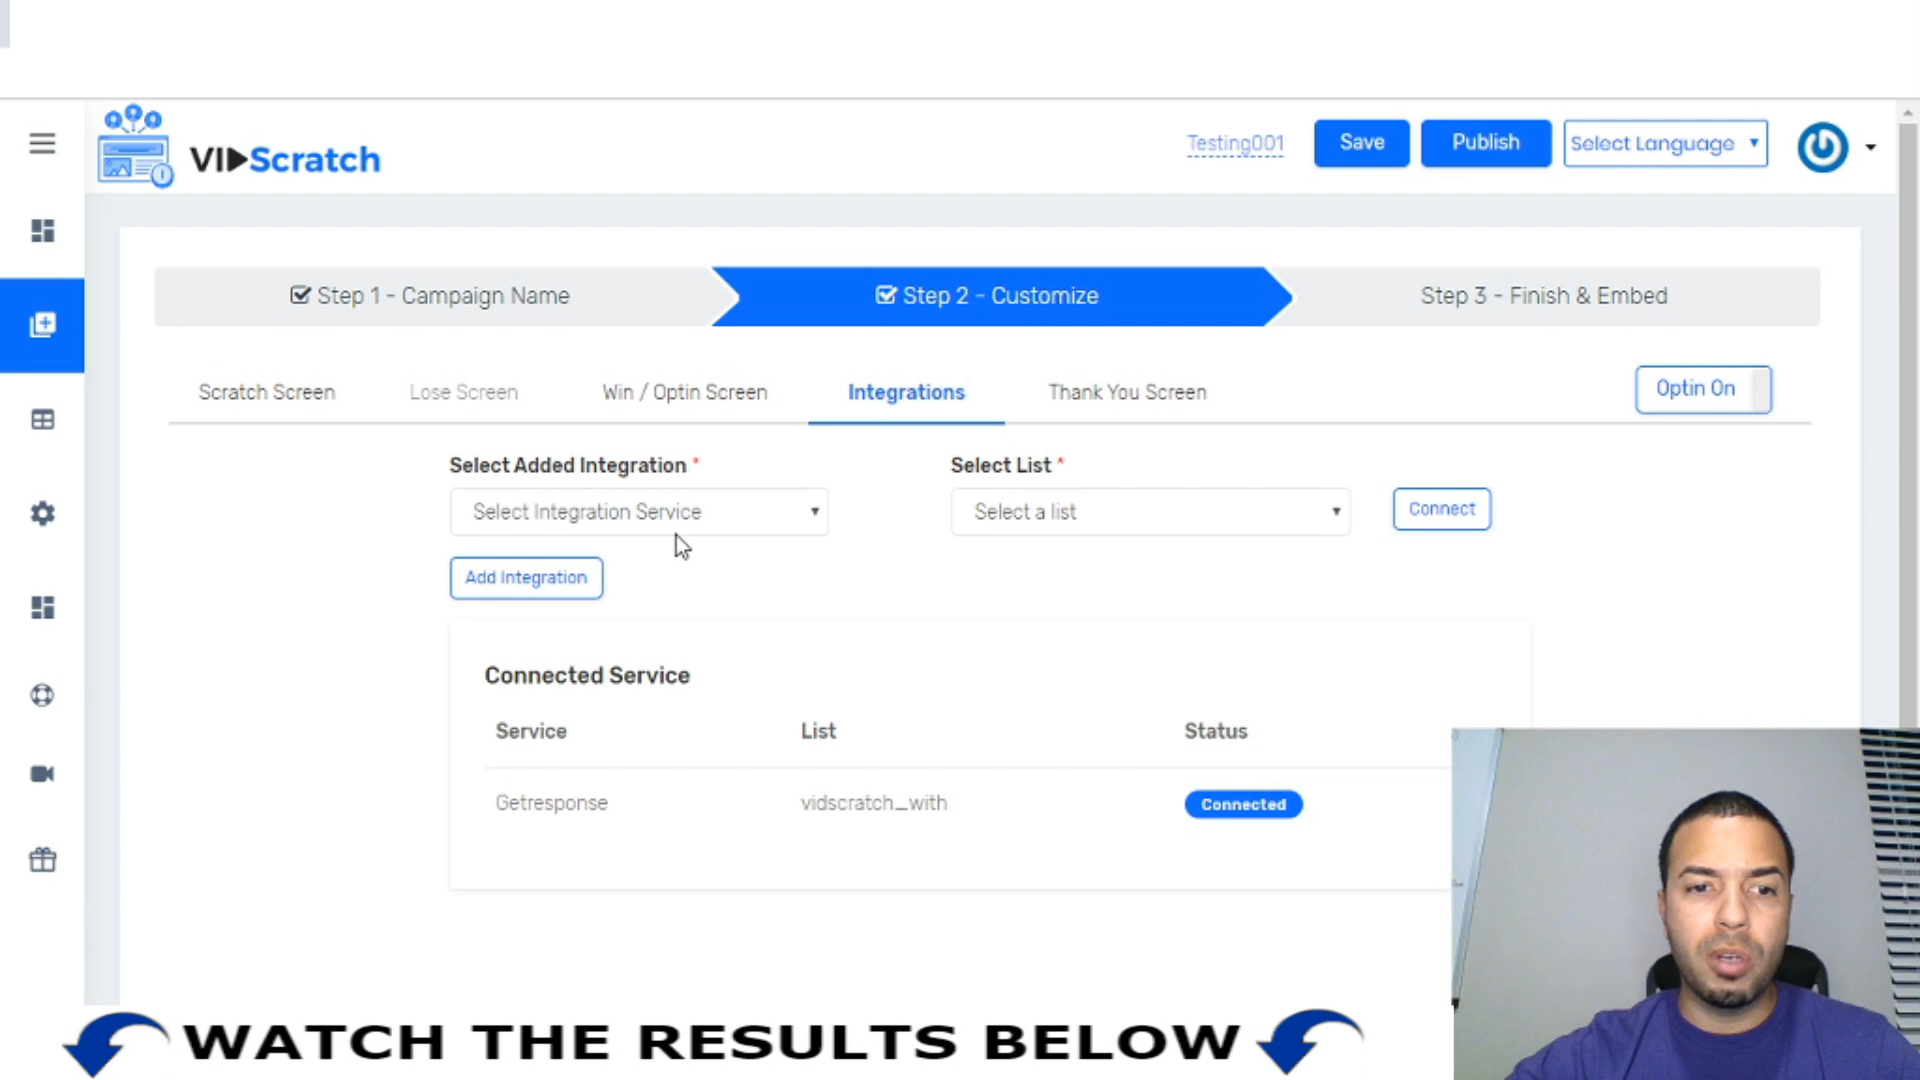 VIDScratch
Testing001
Save
Publish
Select Language
Step 1 - Campaign Name
Step 2 - Customize
Step 3 - Finish & Embed
Scratch Screen
Lose Screen
Win / Optin Screen
Integrations
Thank You Screen
Optin On
Select Added Integration *
Select List *
Select Integration Service
Select a list
Connect
Add Integration
Connected Service
Service
List
Status
Getresponse
vidscratch_with
Connected
WATCH THE RESULTS BELOW